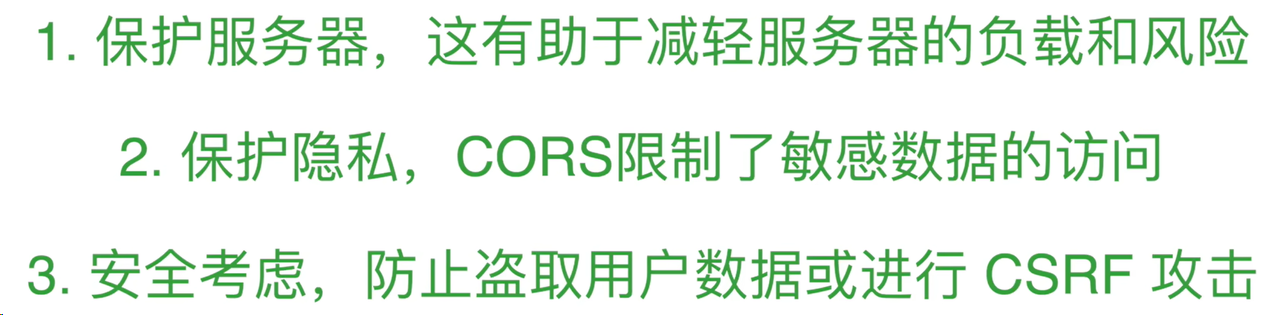 1. 保护服务器，这有助于减轻服务器的负载和风险
2. 保护隐私，CORS限制了敏感数据的访问
3. 安全考虑，防止盗取用户数据或进行 CSRF 攻击